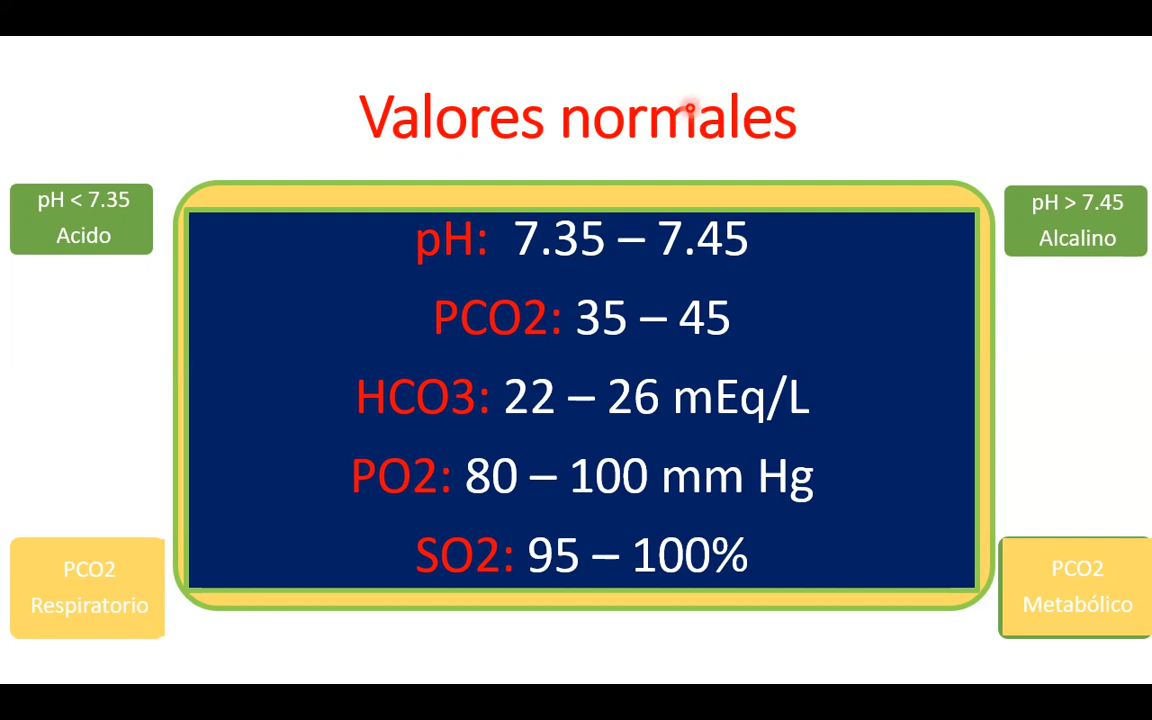 Valores normales
pH < 7.35
Acido
pH > 7.45
Alcalino
pH: 7.35 – 7.45
PCO2: 35 – 45
HCO3: 22 – 26 mEq/L
PO2: 80 – 100 mm Hg
SO2: 95 – 100%
PCO2
Respiratorio
PCO2
Metabólico